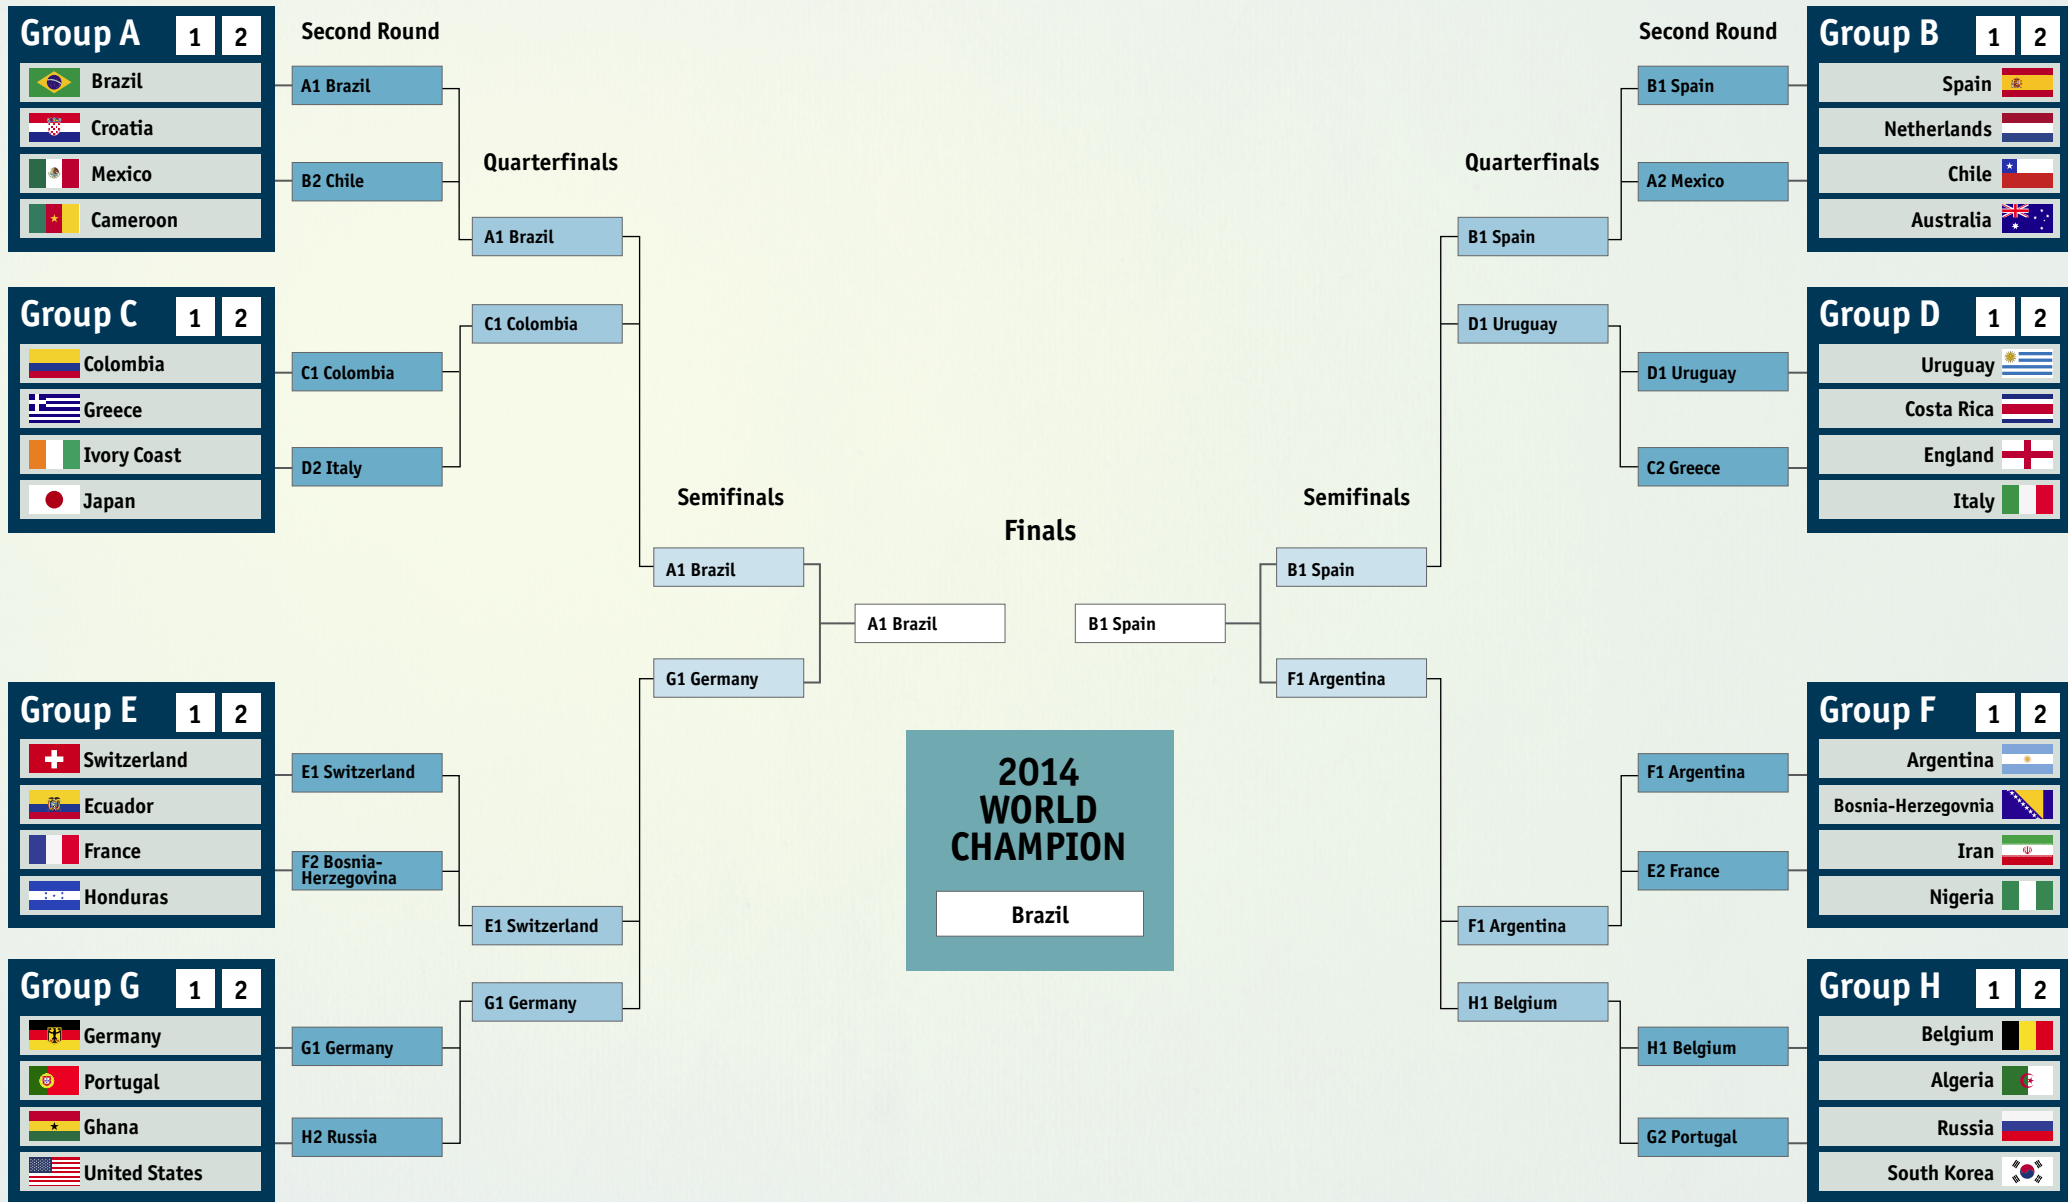 Group A 1 2
Brazil
Croatia
Mexico
Cameroon
Group C 1 2
Colombia
Greece
Ivory Coast
Japan
Group E 1 2
Switzerland
Ecuador
France
Honduras
Group G 1 2
Germany
Portugal
Ghana
United States
Second Round
A1 Brazil
B2 Chile
C1 Colombia
D2 Italy
E1 Switzerland
F2 Bosnia-
Herzegovina
G1 Germany
H2 Russia
Quarterfinals
A1 Brazil
C1 Colombia
E1 Switzerland
G1 Germany
Semifinals
A1 Brazil
G1 Germany
Finals
A1 Brazil
B1 Spain
2014
WORLD
CHAMPION
Brazil
Semifinals
B1 Spain
F1 Argentina
Quarterfinals
B1 Spain
D1 Uruguay
F1 Argentina
H1 Belgium
Second Round
B1 Spain
A2 Mexico
D1 Uruguay
C2 Greece
F1 Argentina
E2 France
H1 Belgium
G2 Portugal
Group B 1 2
Spain
Netherlands
Chile
Australia
Group D 1 2
Uruguay
Costa Rica
England
Italy
Group F 1 2
Argentina
Bosnia-Herzegovnia
Iran
Nigeria
Group H 1 2
Belgium
Algeria
Russia
South Korea